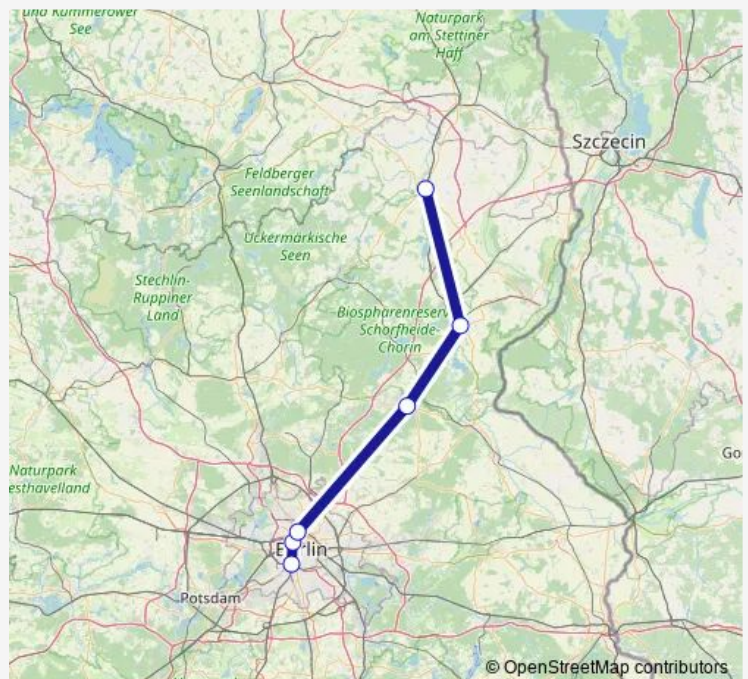 und Kummerower
See
Naturpark
am Stettiner
Haff
Szczecin
Feldberger
Seenlandschaft
Uckermärkische
Seen
Stechlin-
Ruppiner
Land
Biosphärenreserv
Schorfheide-
Chorin
Go
Naturpark
esthavelland
Berlin
Potsdam
© OpenStreetMap contributors